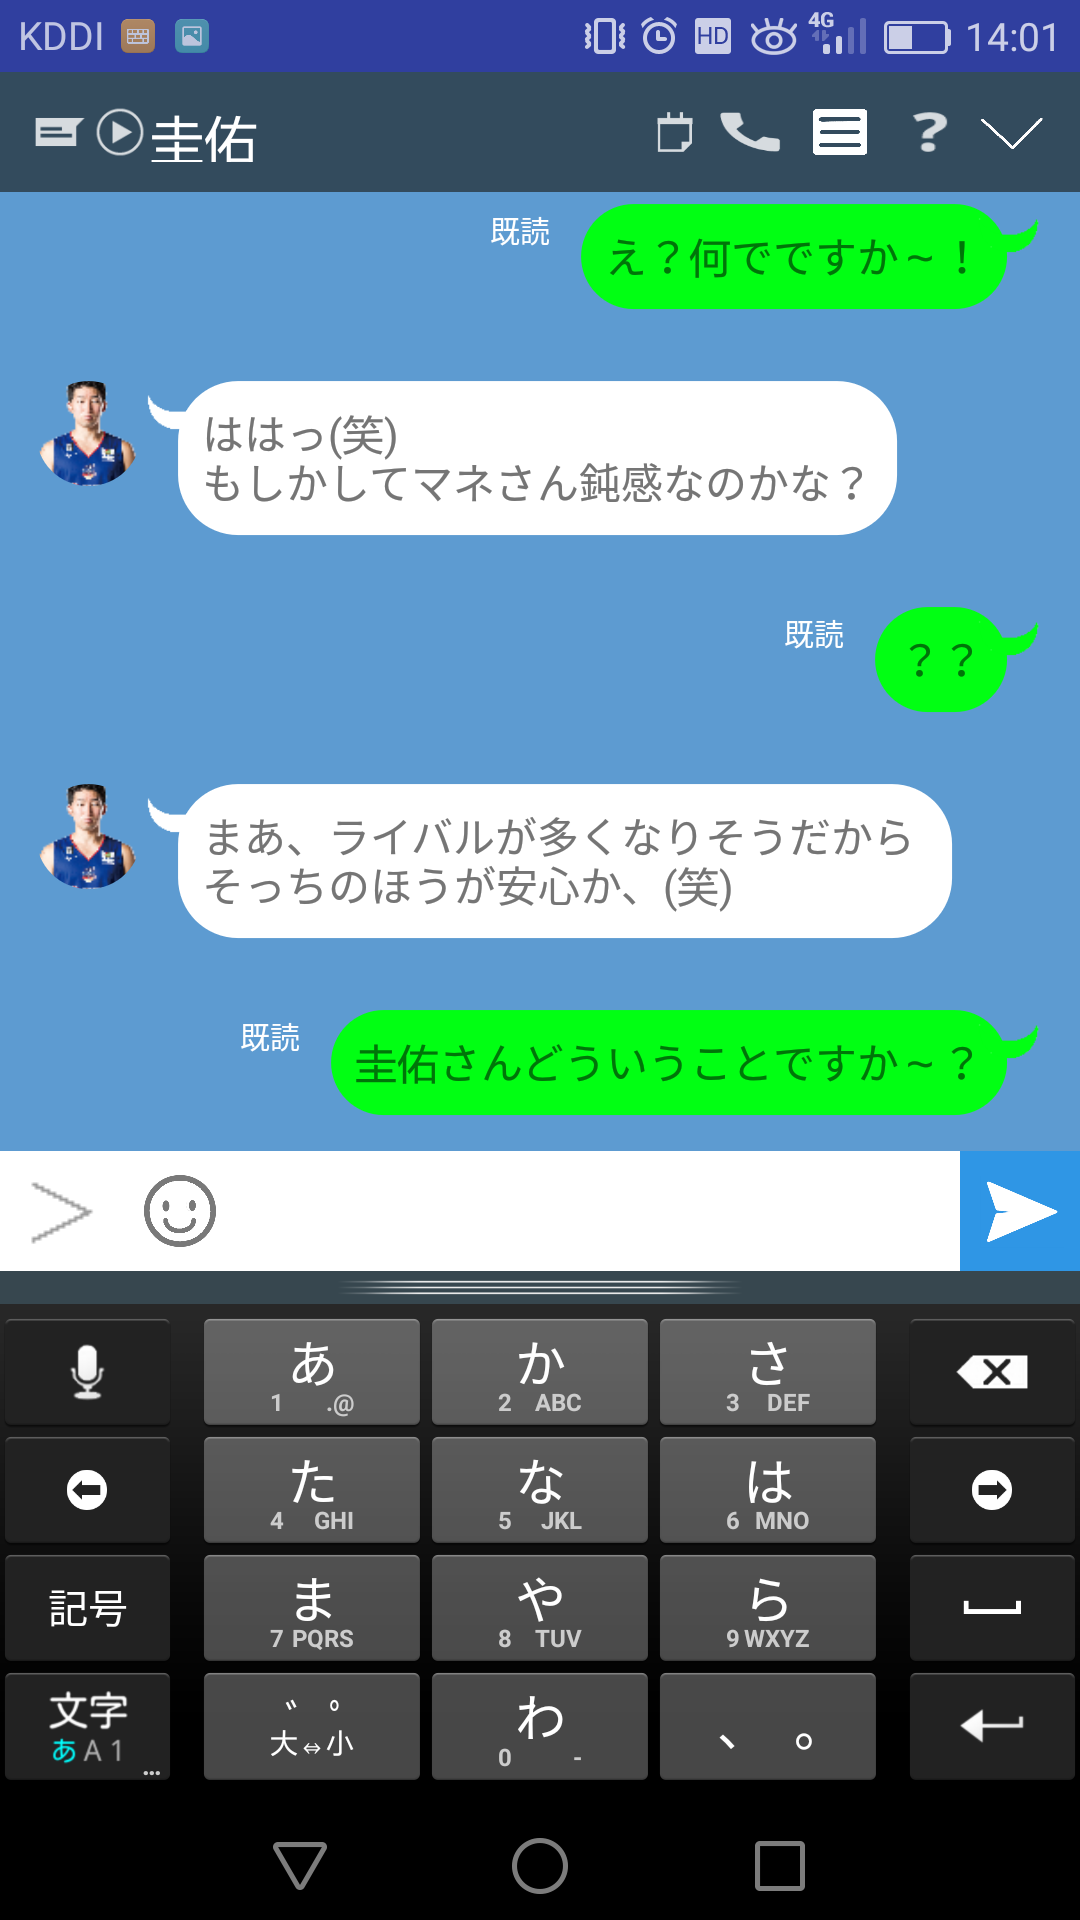 KDDI
HD
4G
14:01
圭佑
?
既読
え？何でですか~！
ははっ(笑)
もしかしてマネさん鈍感なのかな？
既読
？？
まあ、ライバルが多くなりそうだから
そっちのほうが安心か、(笑)
既読
圭佑さんどういうことですか~？
あ
1 .@
か
2 ABC
さ
3 DEF
た
4 GHI
な
5 JKL
は
6 MNO
記号
ま
7 PQRS
や
8 TUV
ら
9 WXYZ
文字
あ A 1
...
゛ ゜
大⇔小
わ
0 -
、 。